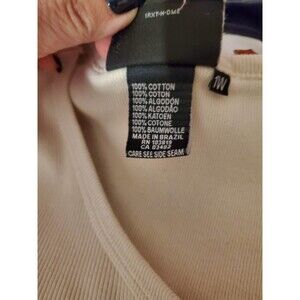 1W
100% COTTON
100% COTON
100% ALGODÓN
100% ALGODÃO
100% KATOEN
100% COTONE
100% BAUMWOLLE
MADE IN BRAZIL
RN 103819
CA 03402
CARE SEE SIDE SEAM